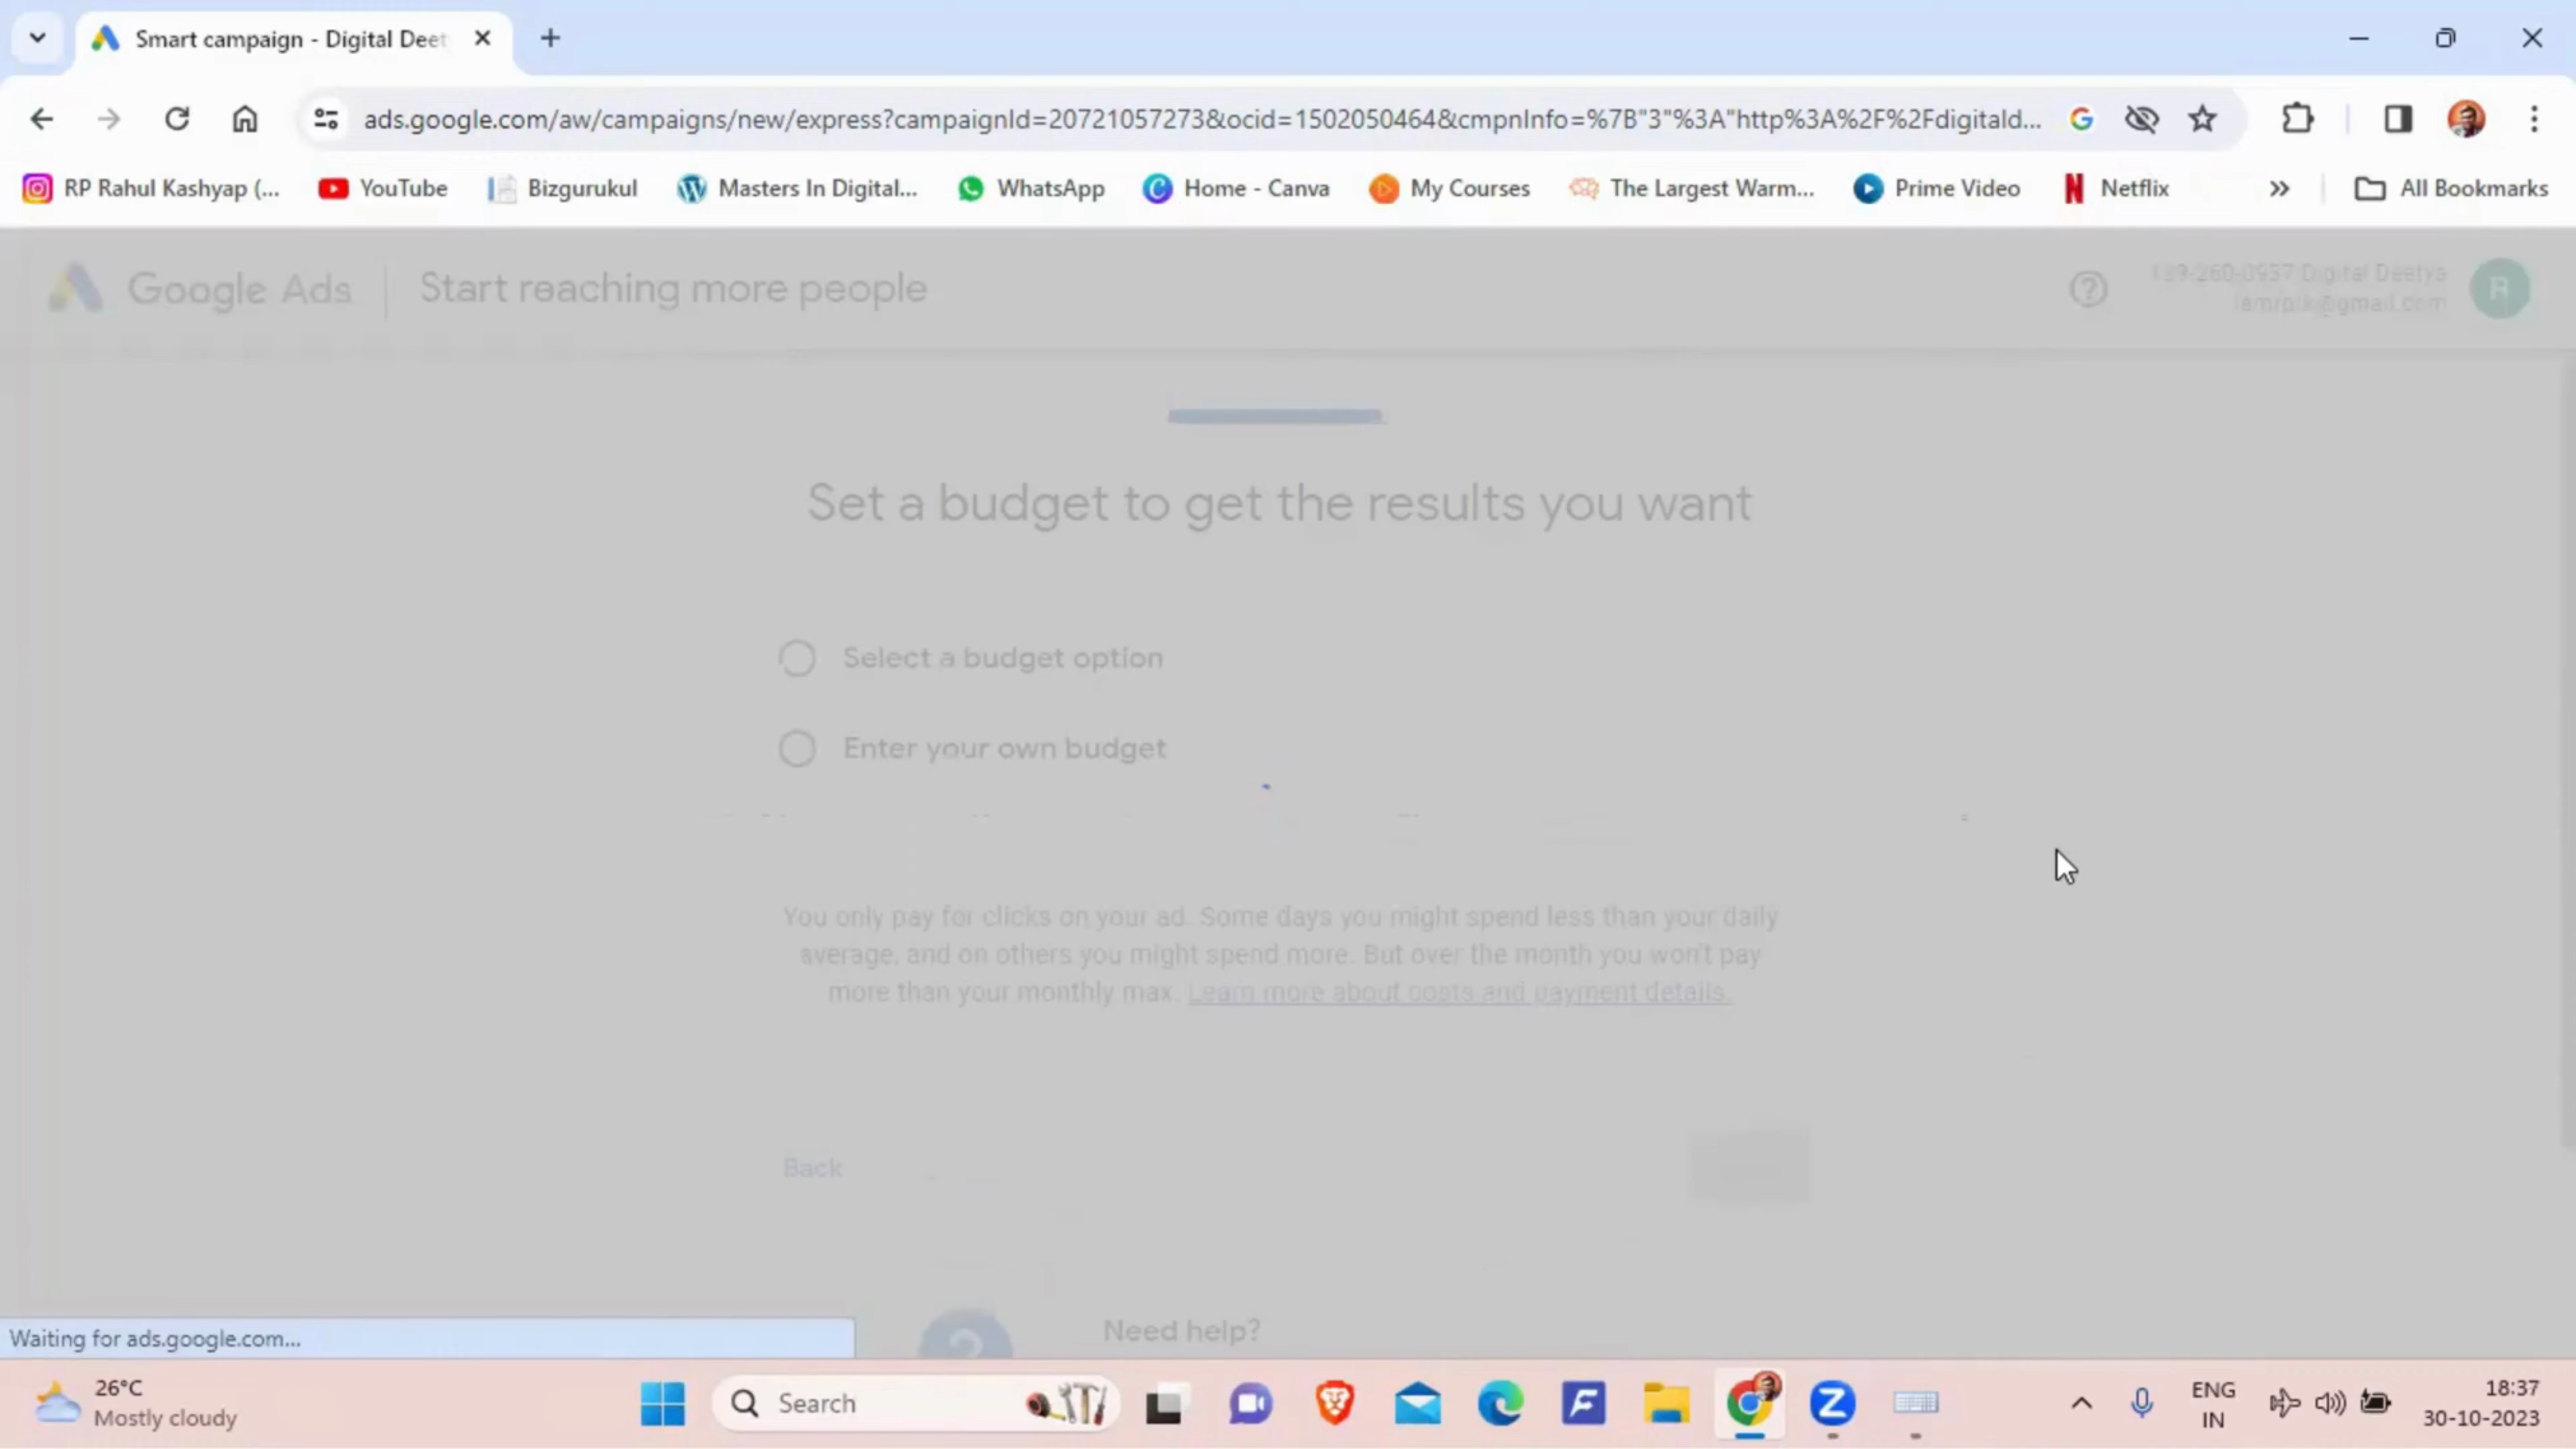 Smart campaign - Digital Deet
ads.google.com/aw/campaigns/new/express?campaignId=20721057273&ocid=1502050464&cmpnInfo=%7B"3"%3A"http%3A%2F%2Fdigitald...
RP Rahul Kashyap (...
YouTube
Bizgurukul
Masters In Digital...
WhatsApp
Home - Canva
My Courses
The Largest Warm...
Prime Video
Netflix
All Bookmarks
Google Ads
Start reaching more people
Digital Deetya
@gmail.com
R
Set a budget to get the results you want
Select a budget option
Enter your own budget
You only pay for clicks on your ad. Some days you might spend less than your daily
average, and on others you might spend more. But over the month you won't pay
more than your monthly max. Learn more about costs and payment details.
Back
Need help?
Waiting for ads.google.com...
26°C
Mostly cloudy
Search
ENG
IN
18:37
30-10-2023